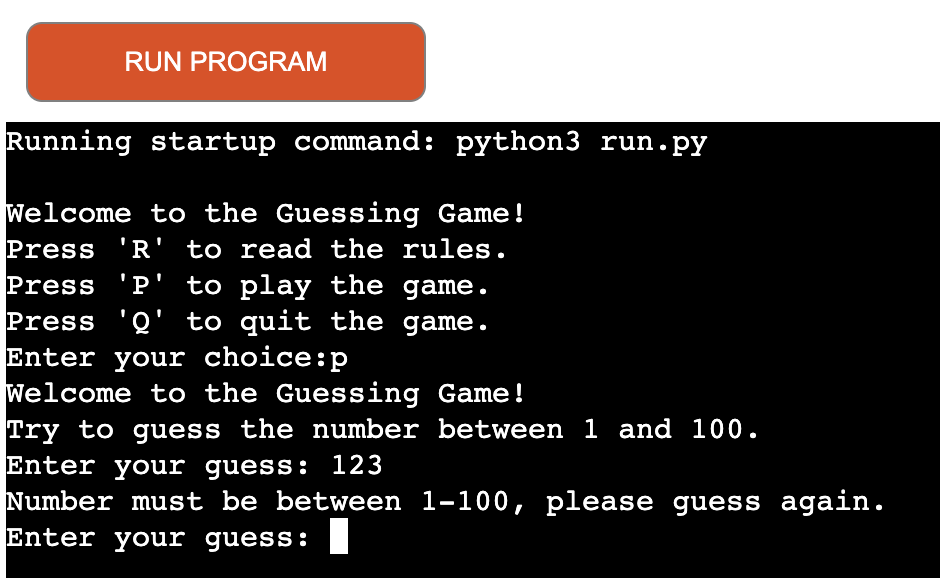 RUN PROGRAM
Running startup command: python3 run.py
Welcome to the Guessing Game!
Press 'R' to read the rules.
Press 'P' to play the game.
Press 'Q' to quit the game.
Enter your choice:p
Welcome to the Guessing Game!
Try to guess the number between 1 and 100.
Enter your guess: 123
Number must be between 1-100, please guess again.
Enter your guess: